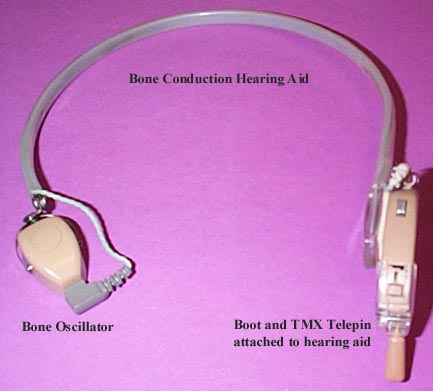 Bone Conduction Hearing Aid
Bone Oscillator
Boot and TMX Telepin
attached to hearing aid